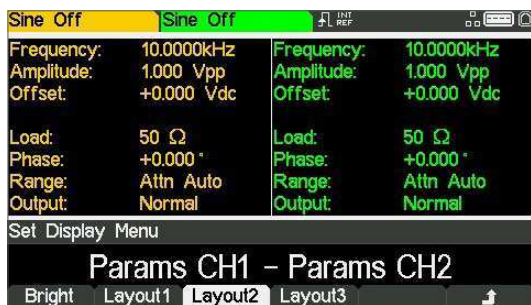 Sine Off Sine Off INT REF
Frequency: 10.0000kHz Frequency: 10.0000kHz
Amplitude: 1.000 Vpp Amplitude: 1.000 Vpp
Offset: +0.000 Vdc Offset: +0.000 Vdc
Load: 50 Ω Load: 50 Ω
Phase: +0.000 ° Phase: +0.000 °
Range: Attn Auto Range: Attn Auto
Output: Normal Output: Normal
Set Display Menu
Params CH1 – Params CH2
Bright Layout1 Layout2 Layout3